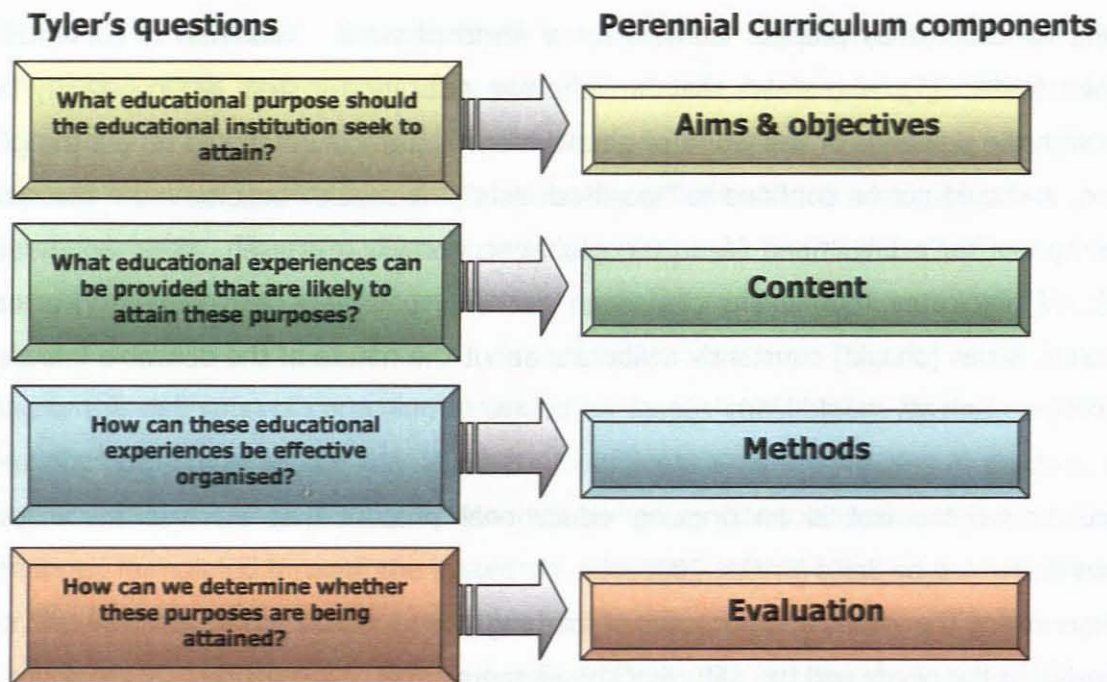 Tyler's questions
Perennial curriculum components
What educational purpose should
the educational institution seek to
attain?
Aims & objectives
What educational experiences can
be provided that are likely to
attain these purposes?
Content
How can these educational
experiences be effective
organised?
Methods
How can we determine whether
these purposes are being
attained?
Evaluation